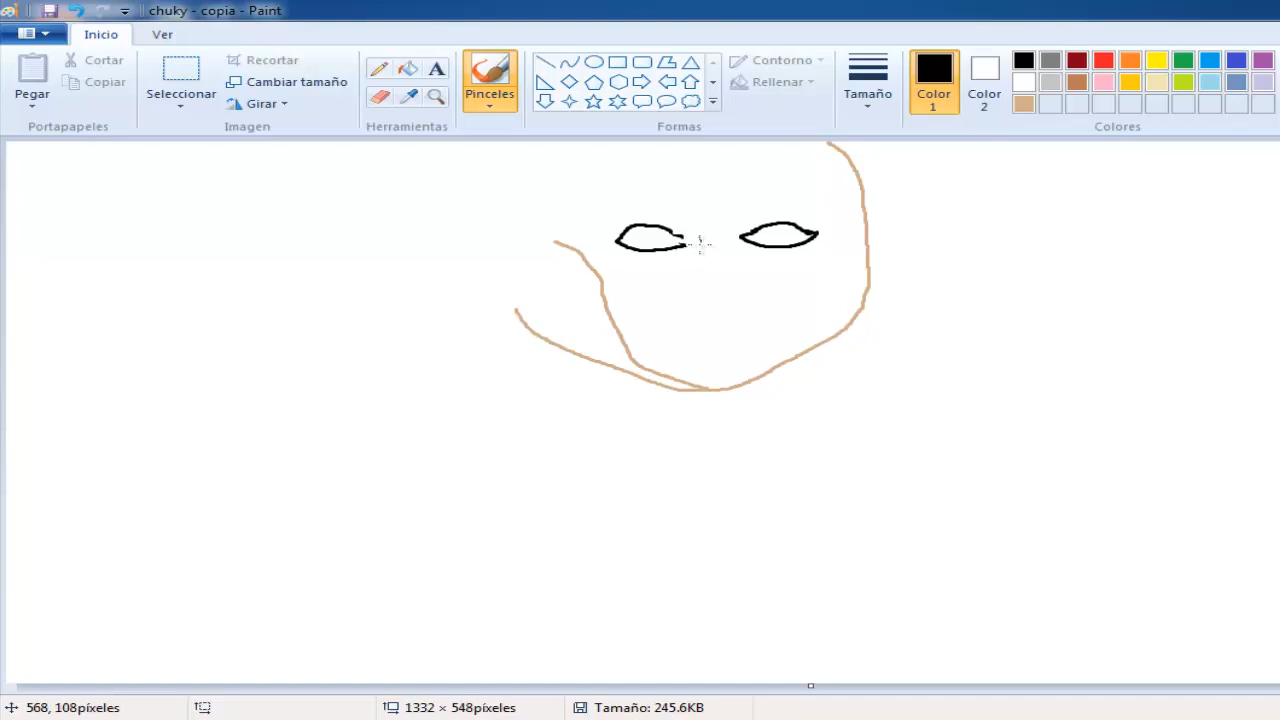 chuky - copia - Paint
Inicio
Ver
Pegar
Cortar
Copiar
Portapapeles
Seleccionar
Recortar
Cambiar tamaño
Girar
Imagen
A
Herramientas
Pinceles
Contorno
Rellenar
Formas
Tamaño
Color 1
Color 2
Colores
568, 108píxeles
1332 × 548píxeles
Tamaño: 245.6KB